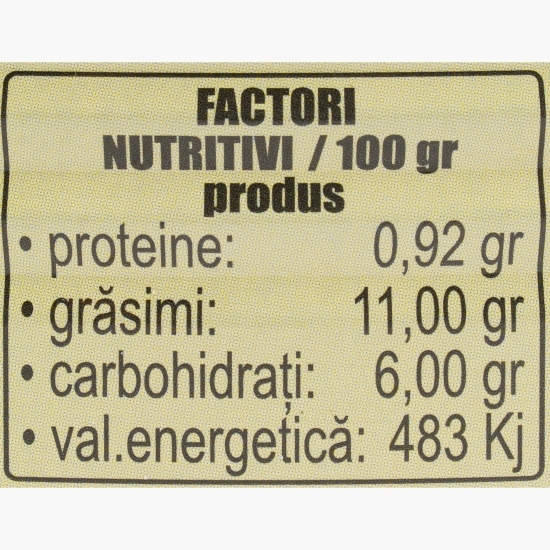 FACTORI
NUTRITIVI / 100 gr
produs
• proteine: 0,92 gr
• grăsimi: 11,00 gr
• carbohidrați: 6,00 gr
• val.energetică: 483 Kj